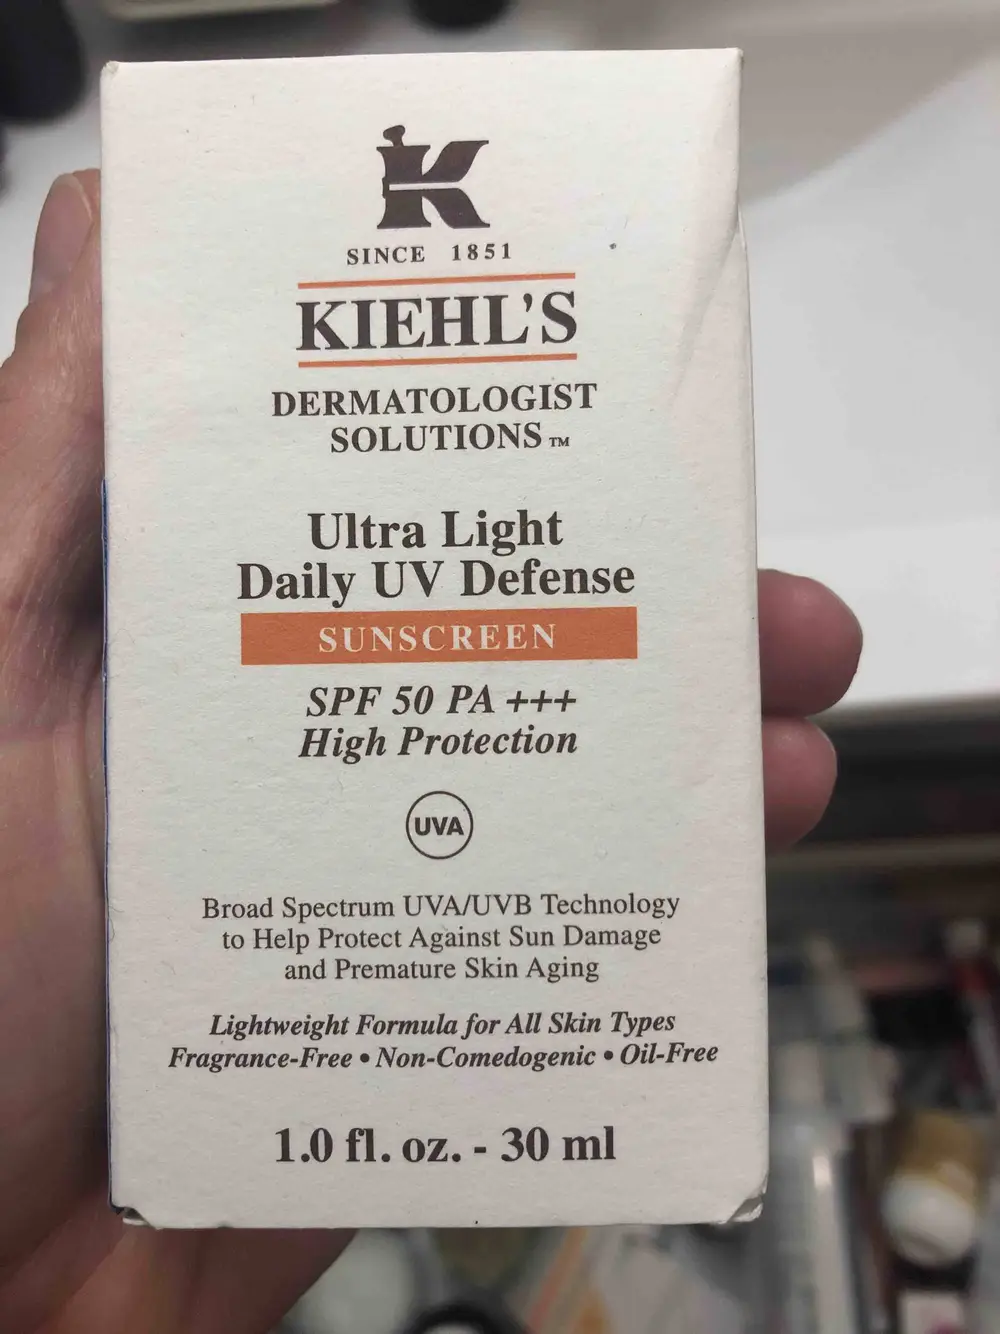 K
SINCE 1851
KIEHL'S
DERMATOLOGIST
SOLUTIONS™
Ultra Light
Daily UV Defense
SUNSCREEN
SPF 50 PA +++
High Protection
UVA
Broad Spectrum UVA/UVB Technology
to Help Protect Against Sun Damage
and Premature Skin Aging
Lightweight Formula for All Skin Types
Fragrance-Free • Non-Comedogenic • Oil-Free
1.0 fl. oz. - 30 ml